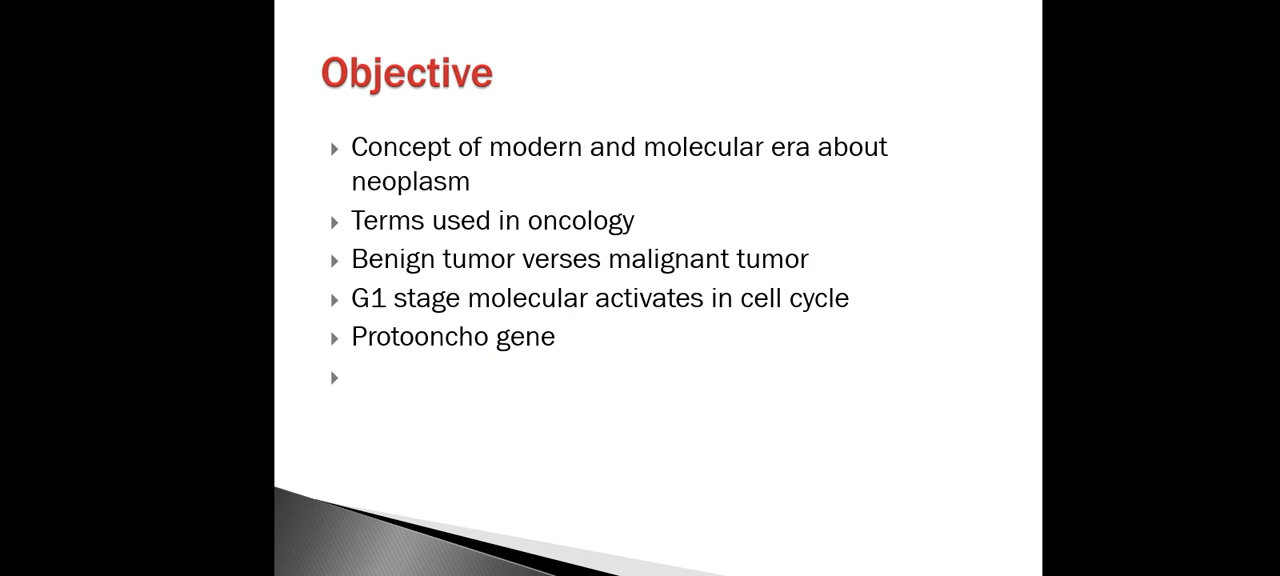 Objective
Concept of modern and molecular era about
neoplasm
Terms used in oncology
Benign tumor verses malignant tumor
G1 stage molecular activates in cell cycle
Protooncho gene